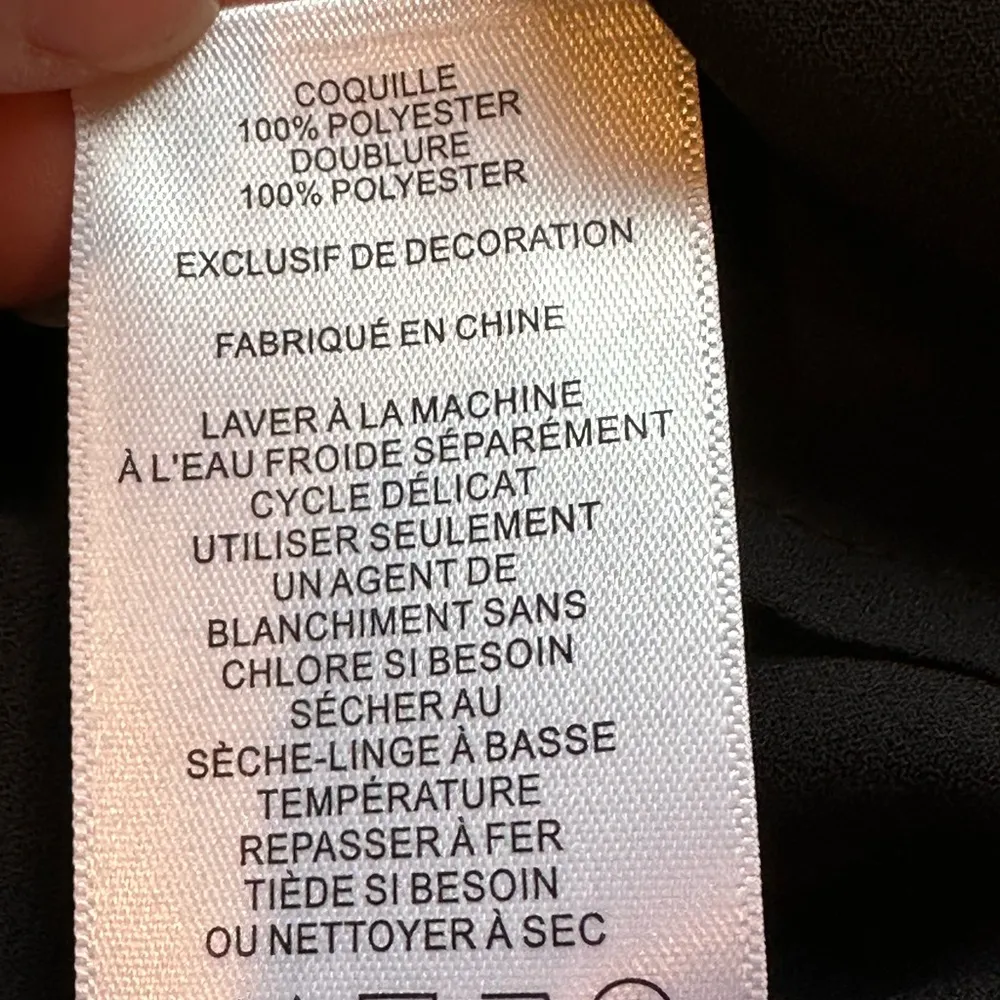 COQUILLE
100% POLYESTER
DOUBLURE
100% POLYESTER
EXCLUSIF DE DECORATION
FABRIQUÉ EN CHINE
LAVER À LA MACHINE
À L'EAU FROIDE SÉPARÉMENT
CYCLE DÉLICAT
UTILISER SEULEMENT
UN AGENT DE
BLANCHIMENT SANS
CHLORE SI BESOIN
SÉCHER AU
SÈCHE-LINGE À BASSE
TEMPÉRATURE
REPASSER À FER
TIÈDE SI BESOIN
OU NETTOYER À SEC